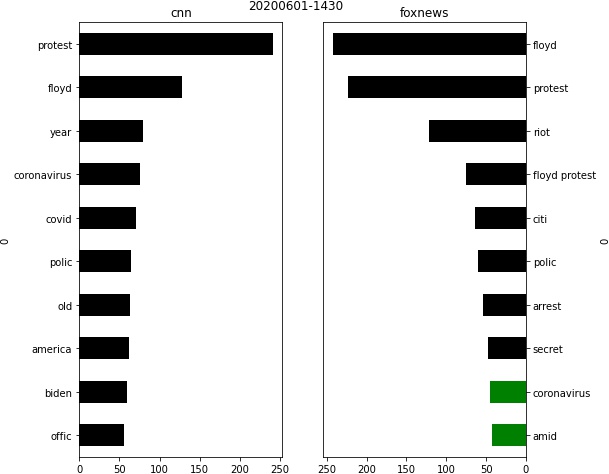 20200601-1430
cnn
foxnews
protest
floyd
year
coronavirus
covid
polic
old
america
biden
offic
0
0 50 100 150 200 250
floyd
protest
riot
floyd protest
citi
polic
arrest
secret
coronavirus
amid
0
250 200 150 100 50 0